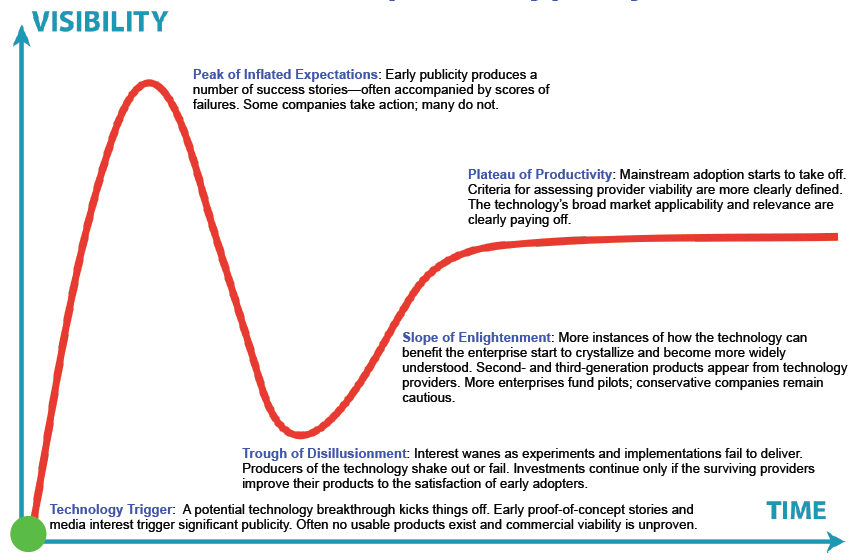 VISIBILITY
Peak of Inflated Expectations: Early publicity produces a
number of success stories—often accompanied by scores of
failures. Some companies take action; many do not.
Plateau of Productivity: Mainstream adoption starts to take off.
Criteria for assessing provider viability are more clearly defined.
The technology’s broad market applicability and relevance are
clearly paying off.
Slope of Enlightenment: More instances of how the technology can
benefit the enterprise start to crystallize and become more widely
understood. Second- and third-generation products appear from technology
providers. More enterprises fund pilots; conservative companies remain
cautious.
Trough of Disillusionment: Interest wanes as experiments and implementations fail to deliver.
Producers of the technology shake out or fail. Investments continue only if the surviving providers
improve their products to the satisfaction of early adopters.
Technology Trigger: A potential technology breakthrough kicks things off. Early proof-of-concept stories and
media interest trigger significant publicity. Often no usable products exist and commercial viability is unproven.
TIME